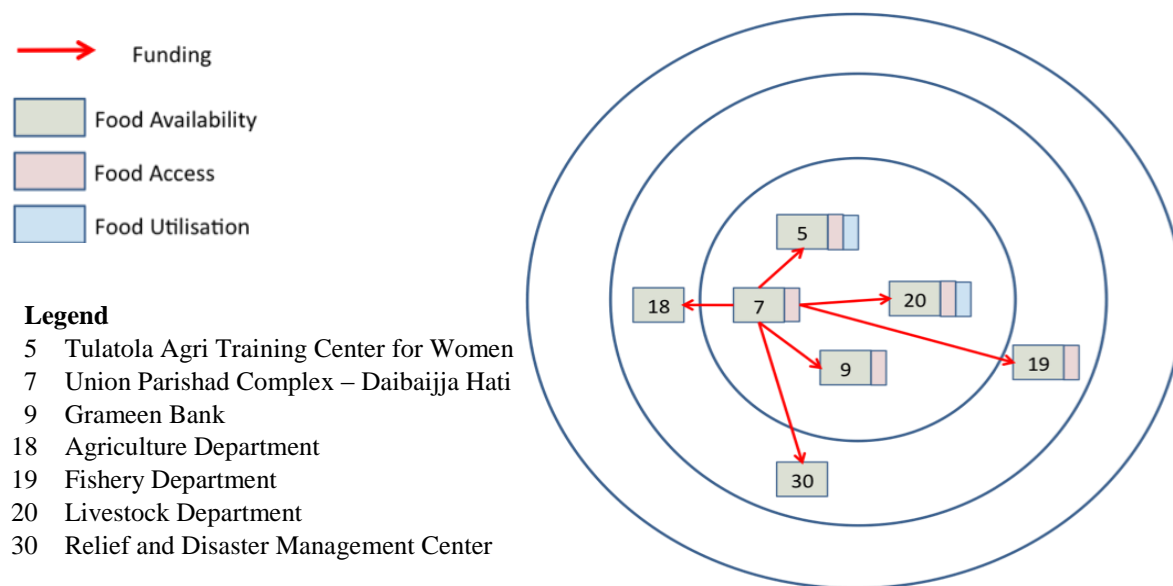 Funding
Food Availability
Food Access
Food Utilisation
Legend
5 Tulatola Agri Training Center for Women
7 Union Parishad Complex – Daibaijja Hati
9 Grameen Bank
18 Agriculture Department
19 Fishery Department
20 Livestock Department
30 Relief and Disaster Management Center
5
18
7
20
9
19
30